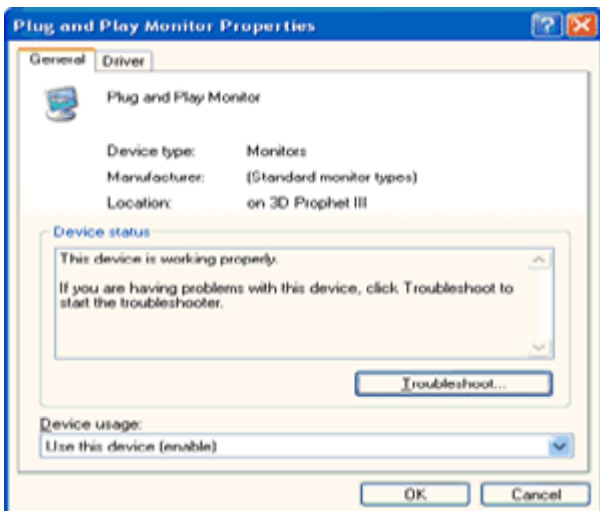 Plug and Play Monitor Properties
General Driver
Plug and Play Monitor
Device type: Monitors
Manufacturer: (Standard monitor types)
Location: on 3D Prophet III
Device status
This device is working properly.
If you are having problems with this device, click Troubleshoot to
start the troubleshooter.
Troubleshoot...
Device usage:
Use this device (enable)
OK Cancel